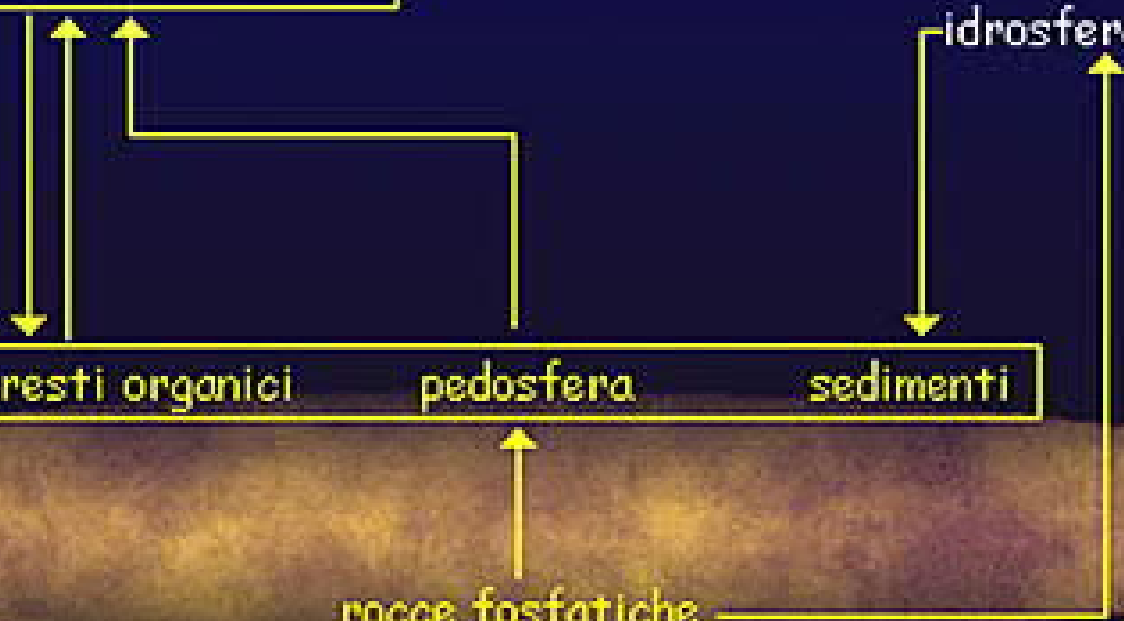 idrosfer
resti organici pedosfera sedimenti
rocce fosfatiche